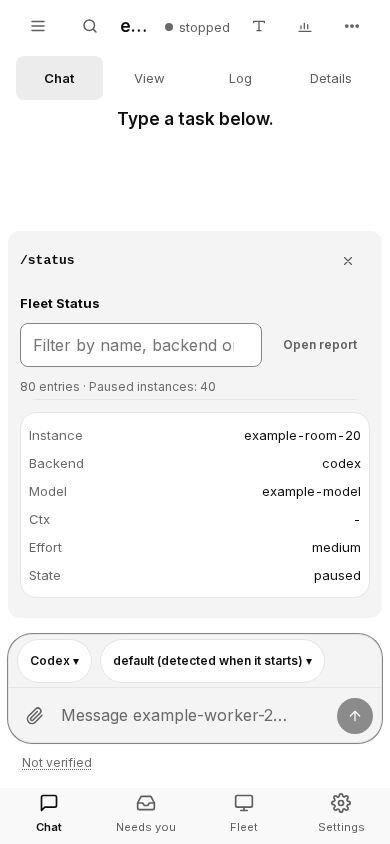 e… stopped
Chat View Log Details
Type a task below.
/status
Fleet Status
Filter by name, backend o
Open report
80 entries · Paused instances: 40
Instance example-room-20
Backend codex
Model example-model
Ctx -
Effort medium
State paused
Codex ▾ default (detected when it starts) ▾
Message example-worker-2…
Not verified
Chat Needs you Fleet Settings